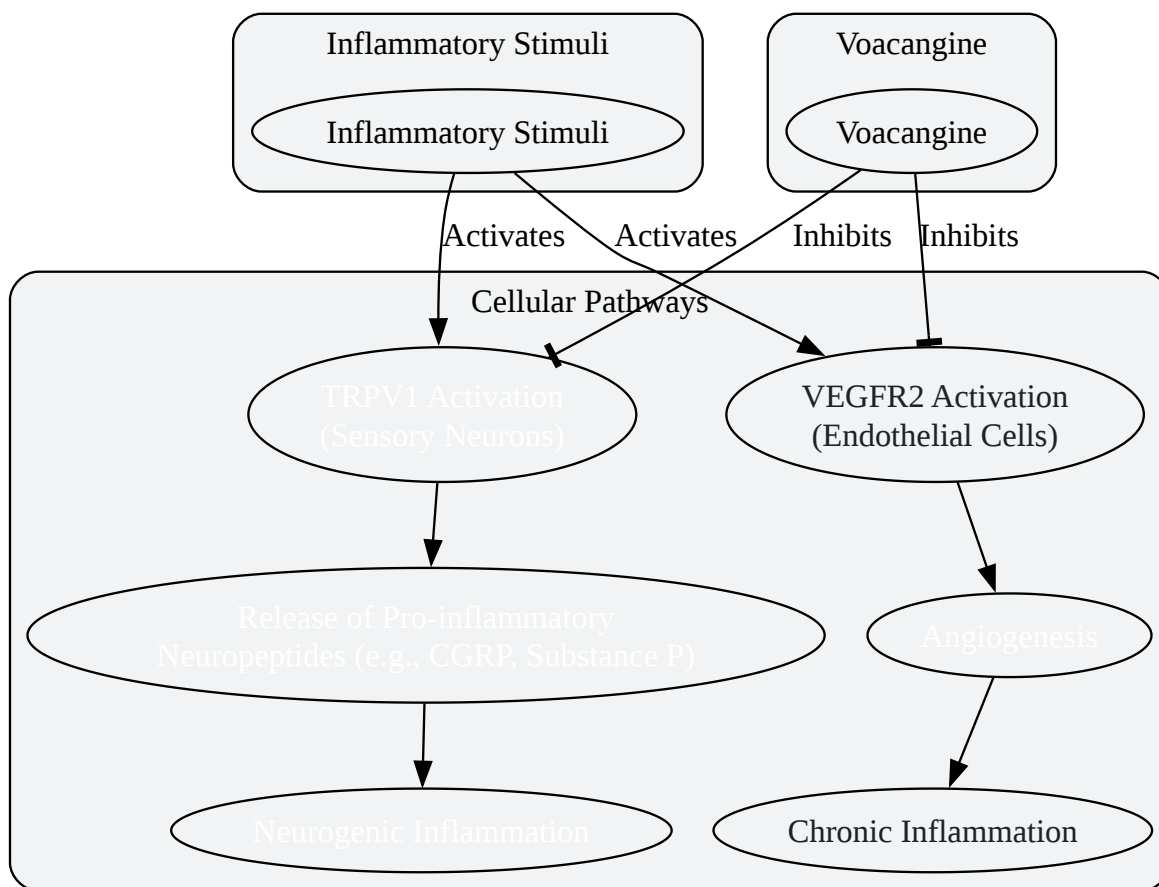 Inflammatory Stimuli
Voacangine
Inflammatory Stimuli
Voacangine
Activates
Activates
Inhibits
Inhibits
Cellular Pathways
TRPV1 Activation
(Sensory Neurons)
VEGFR2 Activation
(Endothelial Cells)
Release of Pro-inflammatory
Neuropeptides (e.g., CGRP, Substance P)
Angiogenesis
Neurogenic Inflammation
Chronic Inflammation